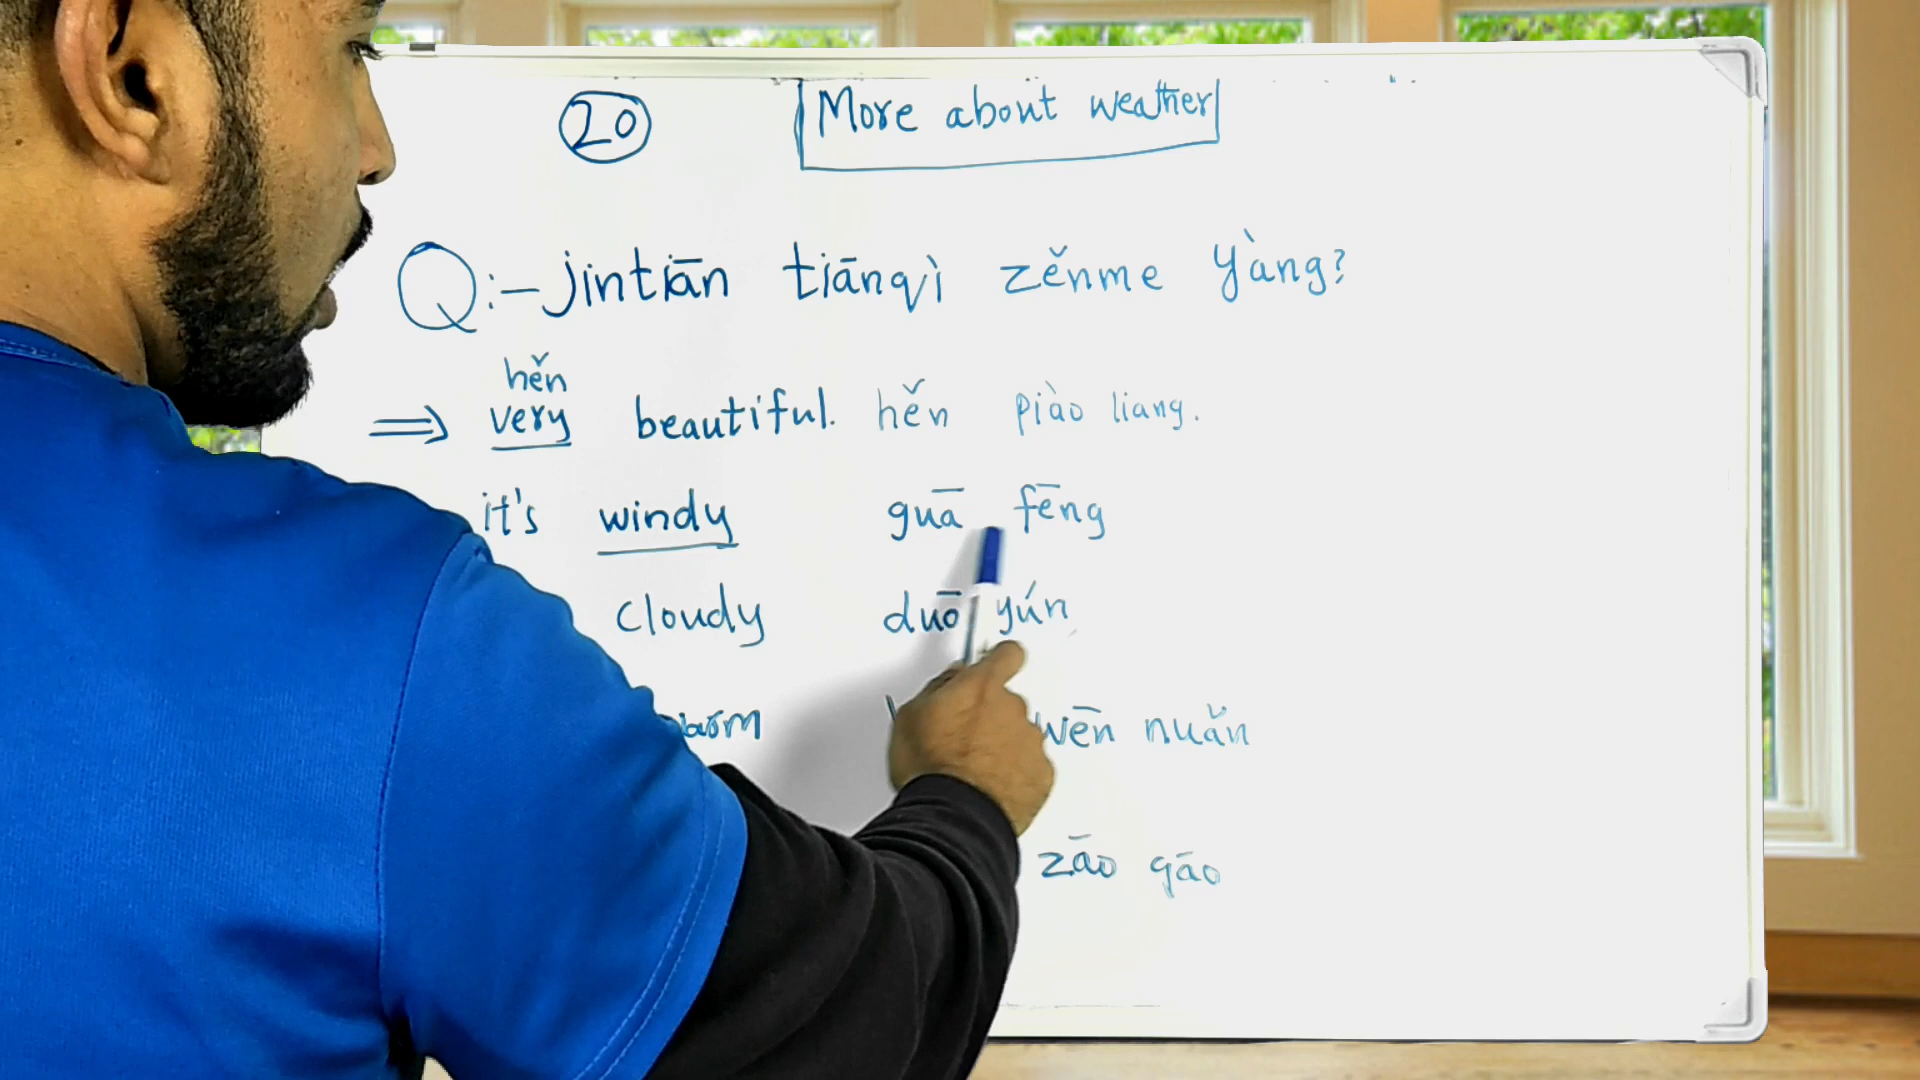 20 More about weather
Q:- jintiān tiānqì zěnme yàng?
hěn
⇒ very beautiful. hěn piào liang.
it's windy guā fēng
cloudy duō yún
wēn nuǎn
zāo gāo